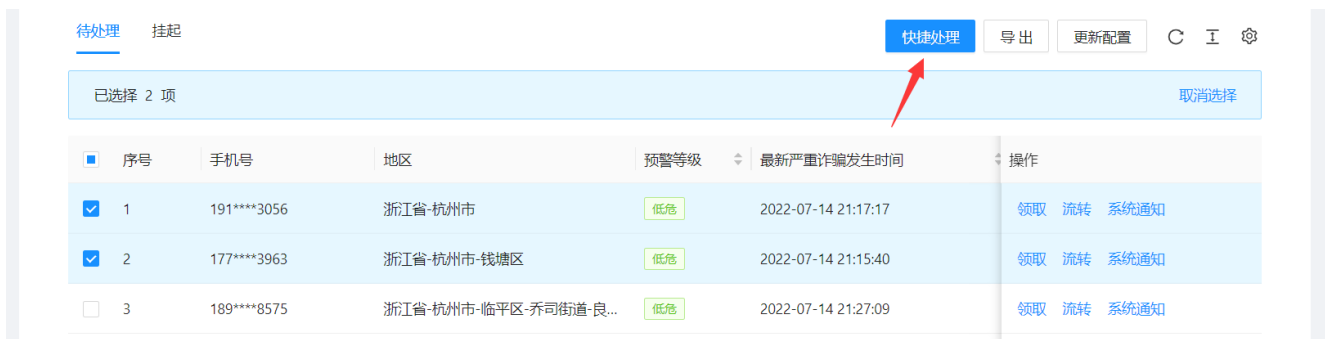 待处理 挂起 快捷处理 导出 更新配置
已选择 2 项 取消选择
序号 手机号 地区 预警等级 最新严重诈骗发生时间 操作
1 191****3056 浙江省-杭州市 低危 2022-07-14 21:17:17 领取 流转 系统通知
2 177****3963 浙江省-杭州市-钱塘区 低危 2022-07-14 21:15:40 领取 流转 系统通知
3 189****8575 浙江省-杭州市-临平区-乔司街道-良... 低危 2022-07-14 21:27:09 领取 流转 系统通知